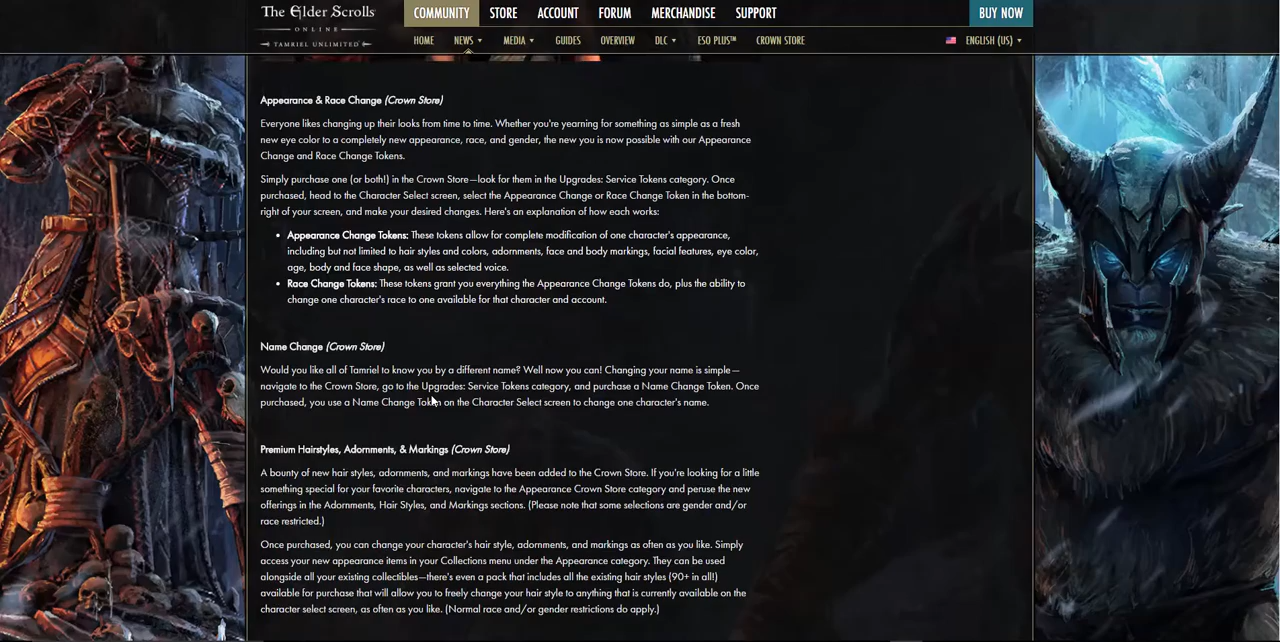 The Elder Scrolls
ONLINE
TAMRIEL UNLIMITED
COMMUNITY STORE ACCOUNT FORUM MERCHANDISE SUPPORT BUY NOW
HOME NEWS MEDIA GUIDES OVERVIEW DLC ESO PLUS™ CROWN STORE ENGLISH (US)
Appearance & Race Change (Crown Store)
Everyone likes changing up their looks from time to time. Whether you're yearning for something as simple as a fresh
new eye color to a completely new appearance, race, and gender, the new you is now possible with our Appearance
Change and Race Change Tokens.
Simply purchase one (or both!) in the Crown Store—look for them in the Upgrades: Service Tokens category. Once
purchased, head to the Character Select screen, select the Appearance Change or Race Change Token in the bottom-
right of your screen, and make your desired changes. Here's an explanation of how each works:
• Appearance Change Tokens: These tokens allow for complete modification of one character's appearance,
including but not limited to hair styles and colors, adornments, face and body markings, facial features, eye color,
age, body and face shape, as well as selected voice.
• Race Change Tokens: These tokens grant you everything the Appearance Change Tokens do, plus the ability to
change one character's race to one available for that character and account.
Name Change (Crown Store)
Would you like all of Tamriel to know you by a different name? Well now you can! Changing your name is simple—
navigate to the Crown Store, go to the Upgrades: Service Tokens category, and purchase a Name Change Token. Once
purchased, you use a Name Change Token on the Character Select screen to change one character's name.
Premium Hairstyles, Adornments, & Markings (Crown Store)
A bounty of new hair styles, adornments, and markings have been added to the Crown Store. If you're looking for a little
something special for your favorite characters, navigate to the Appearance Crown Store category and peruse the new
offerings in the Adornments, Hair Styles, and Markings sections. (Please note that some selections are gender and/or
race restricted.)
Once purchased, you can change your character's hair style, adornments, and markings as often as you like. Simply
access your new appearance items in your Collections menu under the Appearance category. They can be used
alongside all your existing collectibles—there's even a pack that includes all the existing hair styles (90+ in all!)
available for purchase that will allow you to freely change your hair style to anything that is currently available on the
character select screen, as often as you like. (Normal race and/or gender restrictions do apply.)